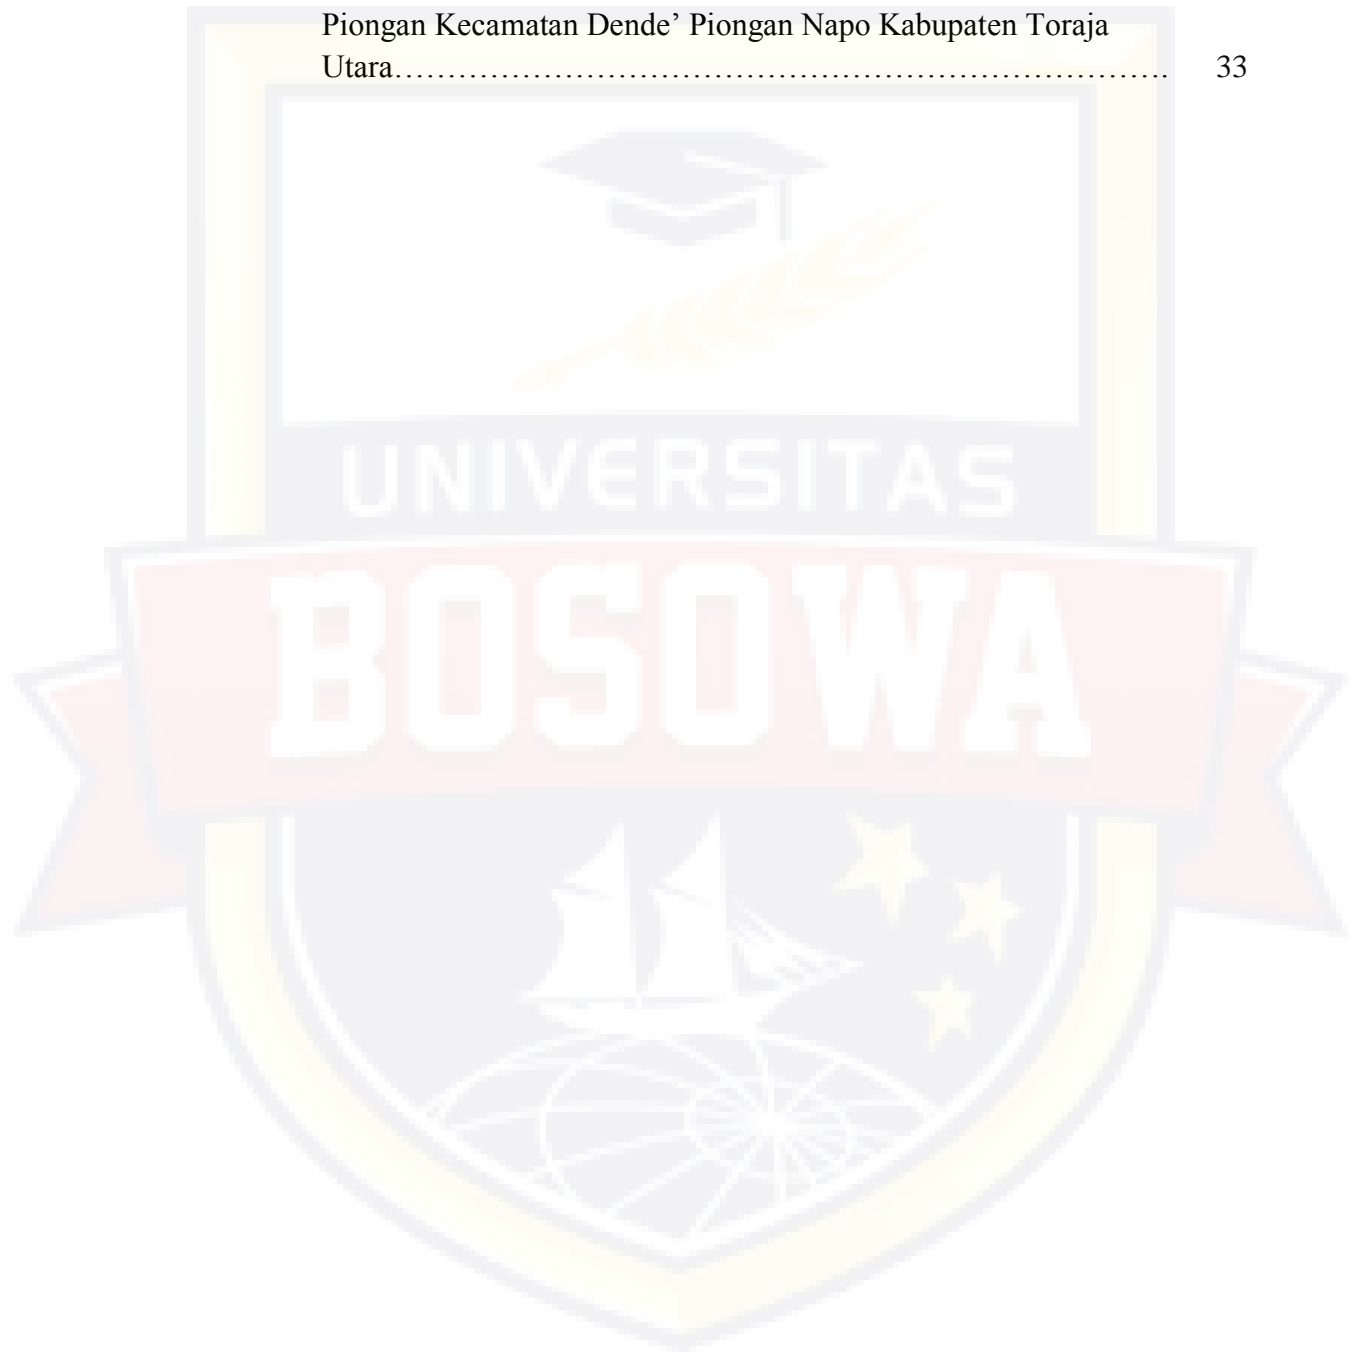 Piongan Kecamatan Dende’ Piongan Napo Kabupaten Toraja
Utara…………………………………………………………………. 33
UNIVERSITAS
BOSOWA